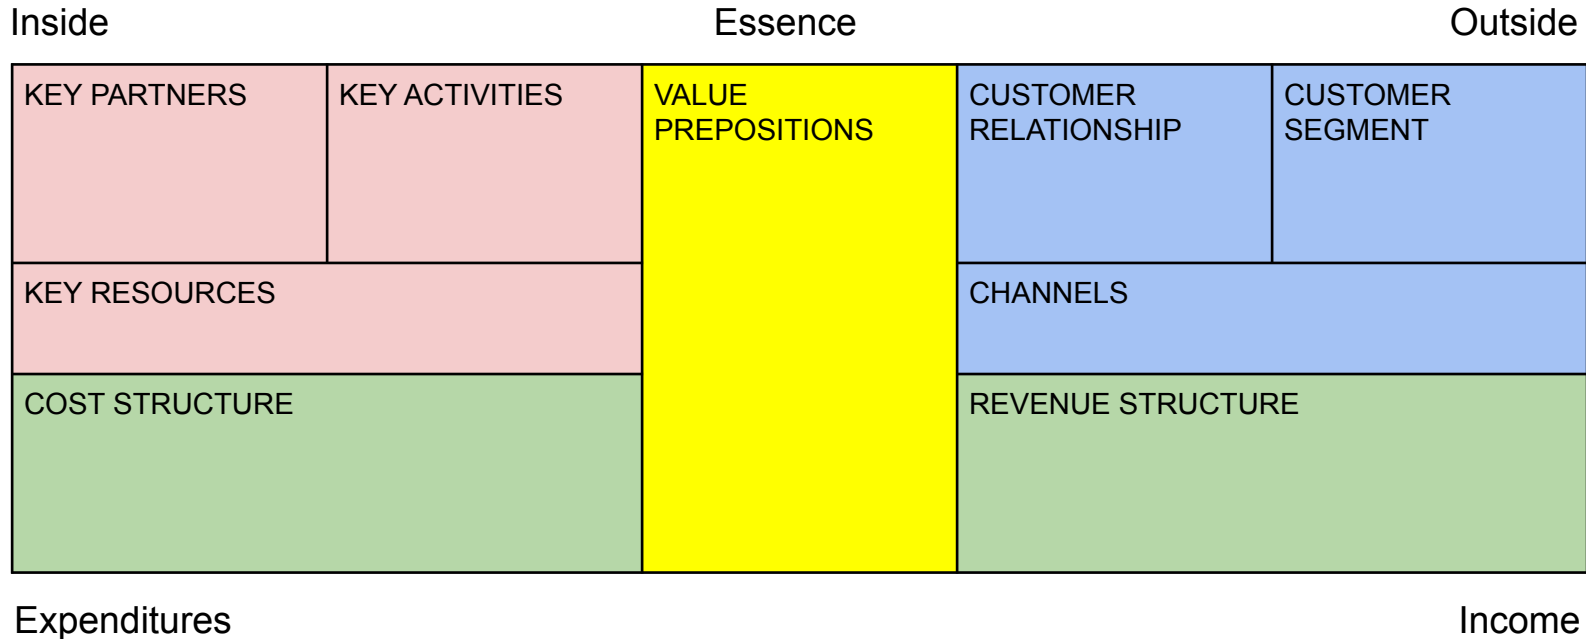 Inside
Essence
Outside
KEY PARTNERS
KEY ACTIVITIES
VALUE
PREPOSITIONS
CUSTOMER
RELATIONSHIP
CUSTOMER
SEGMENT
KEY RESOURCES
CHANNELS
COST STRUCTURE
REVENUE STRUCTURE
Expenditures
Income